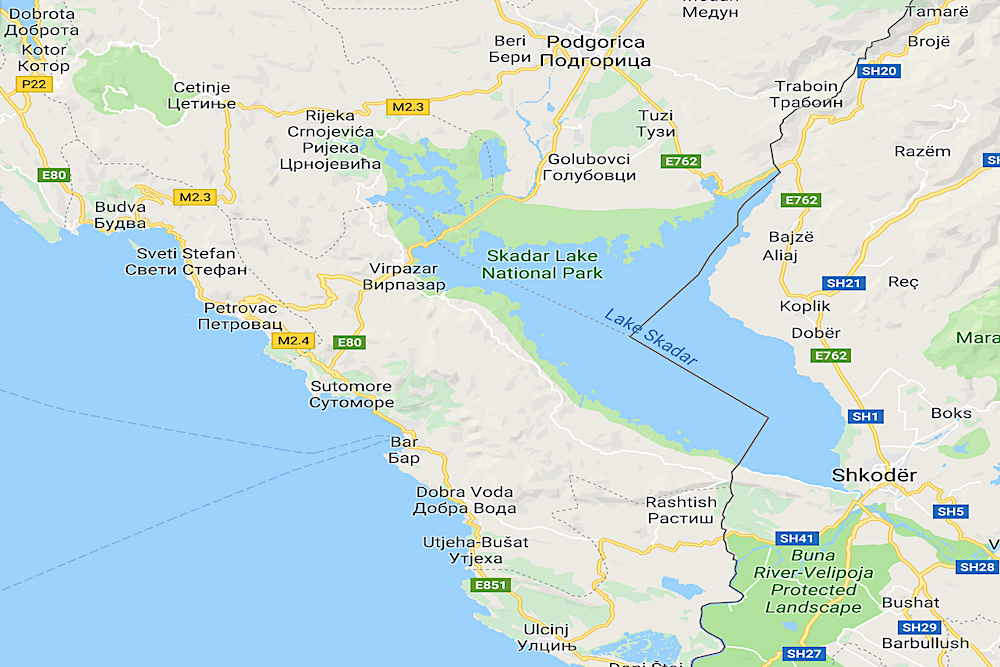 Dobrota
Доброта
Kotor
Котор
P22
Beri
Бери
Podgorica
Подгорица
Медун
Tamarë
Brojë
SH20
Cetinje
Цетиње
M2.3
Rijeka
Crnojevića
Ријека
Црнојевића
Tuzi
Тузи
Traboin
Трабоин
Golubovci
Голубовци
E762
Razëm
SH
E80
M2.3
E762
Budva
Будва
Bajzë
Aliaj
Sveti Stefan
Свети Стефан
Virpazar
Вирпазар
Skadar Lake
National Park
SH21
Reç
Petrovac
Петровац
Koplik
Lake Skadar
Dobër
M2.4
E80
E762
Mara
Sutomore
Сутоморе
SH1
Boks
Bar
Бар
Shkodër
Dobra Voda
Добра Вода
Rashtish
Растиш
SH5
Utjeha-Bušat
Утјеха
SH41
Buna
River-Velipoja
Protected
Landscape
V
SH28
E851
Bushat
Ulcinj
Улцињ
SH29
Barbullush
SH27